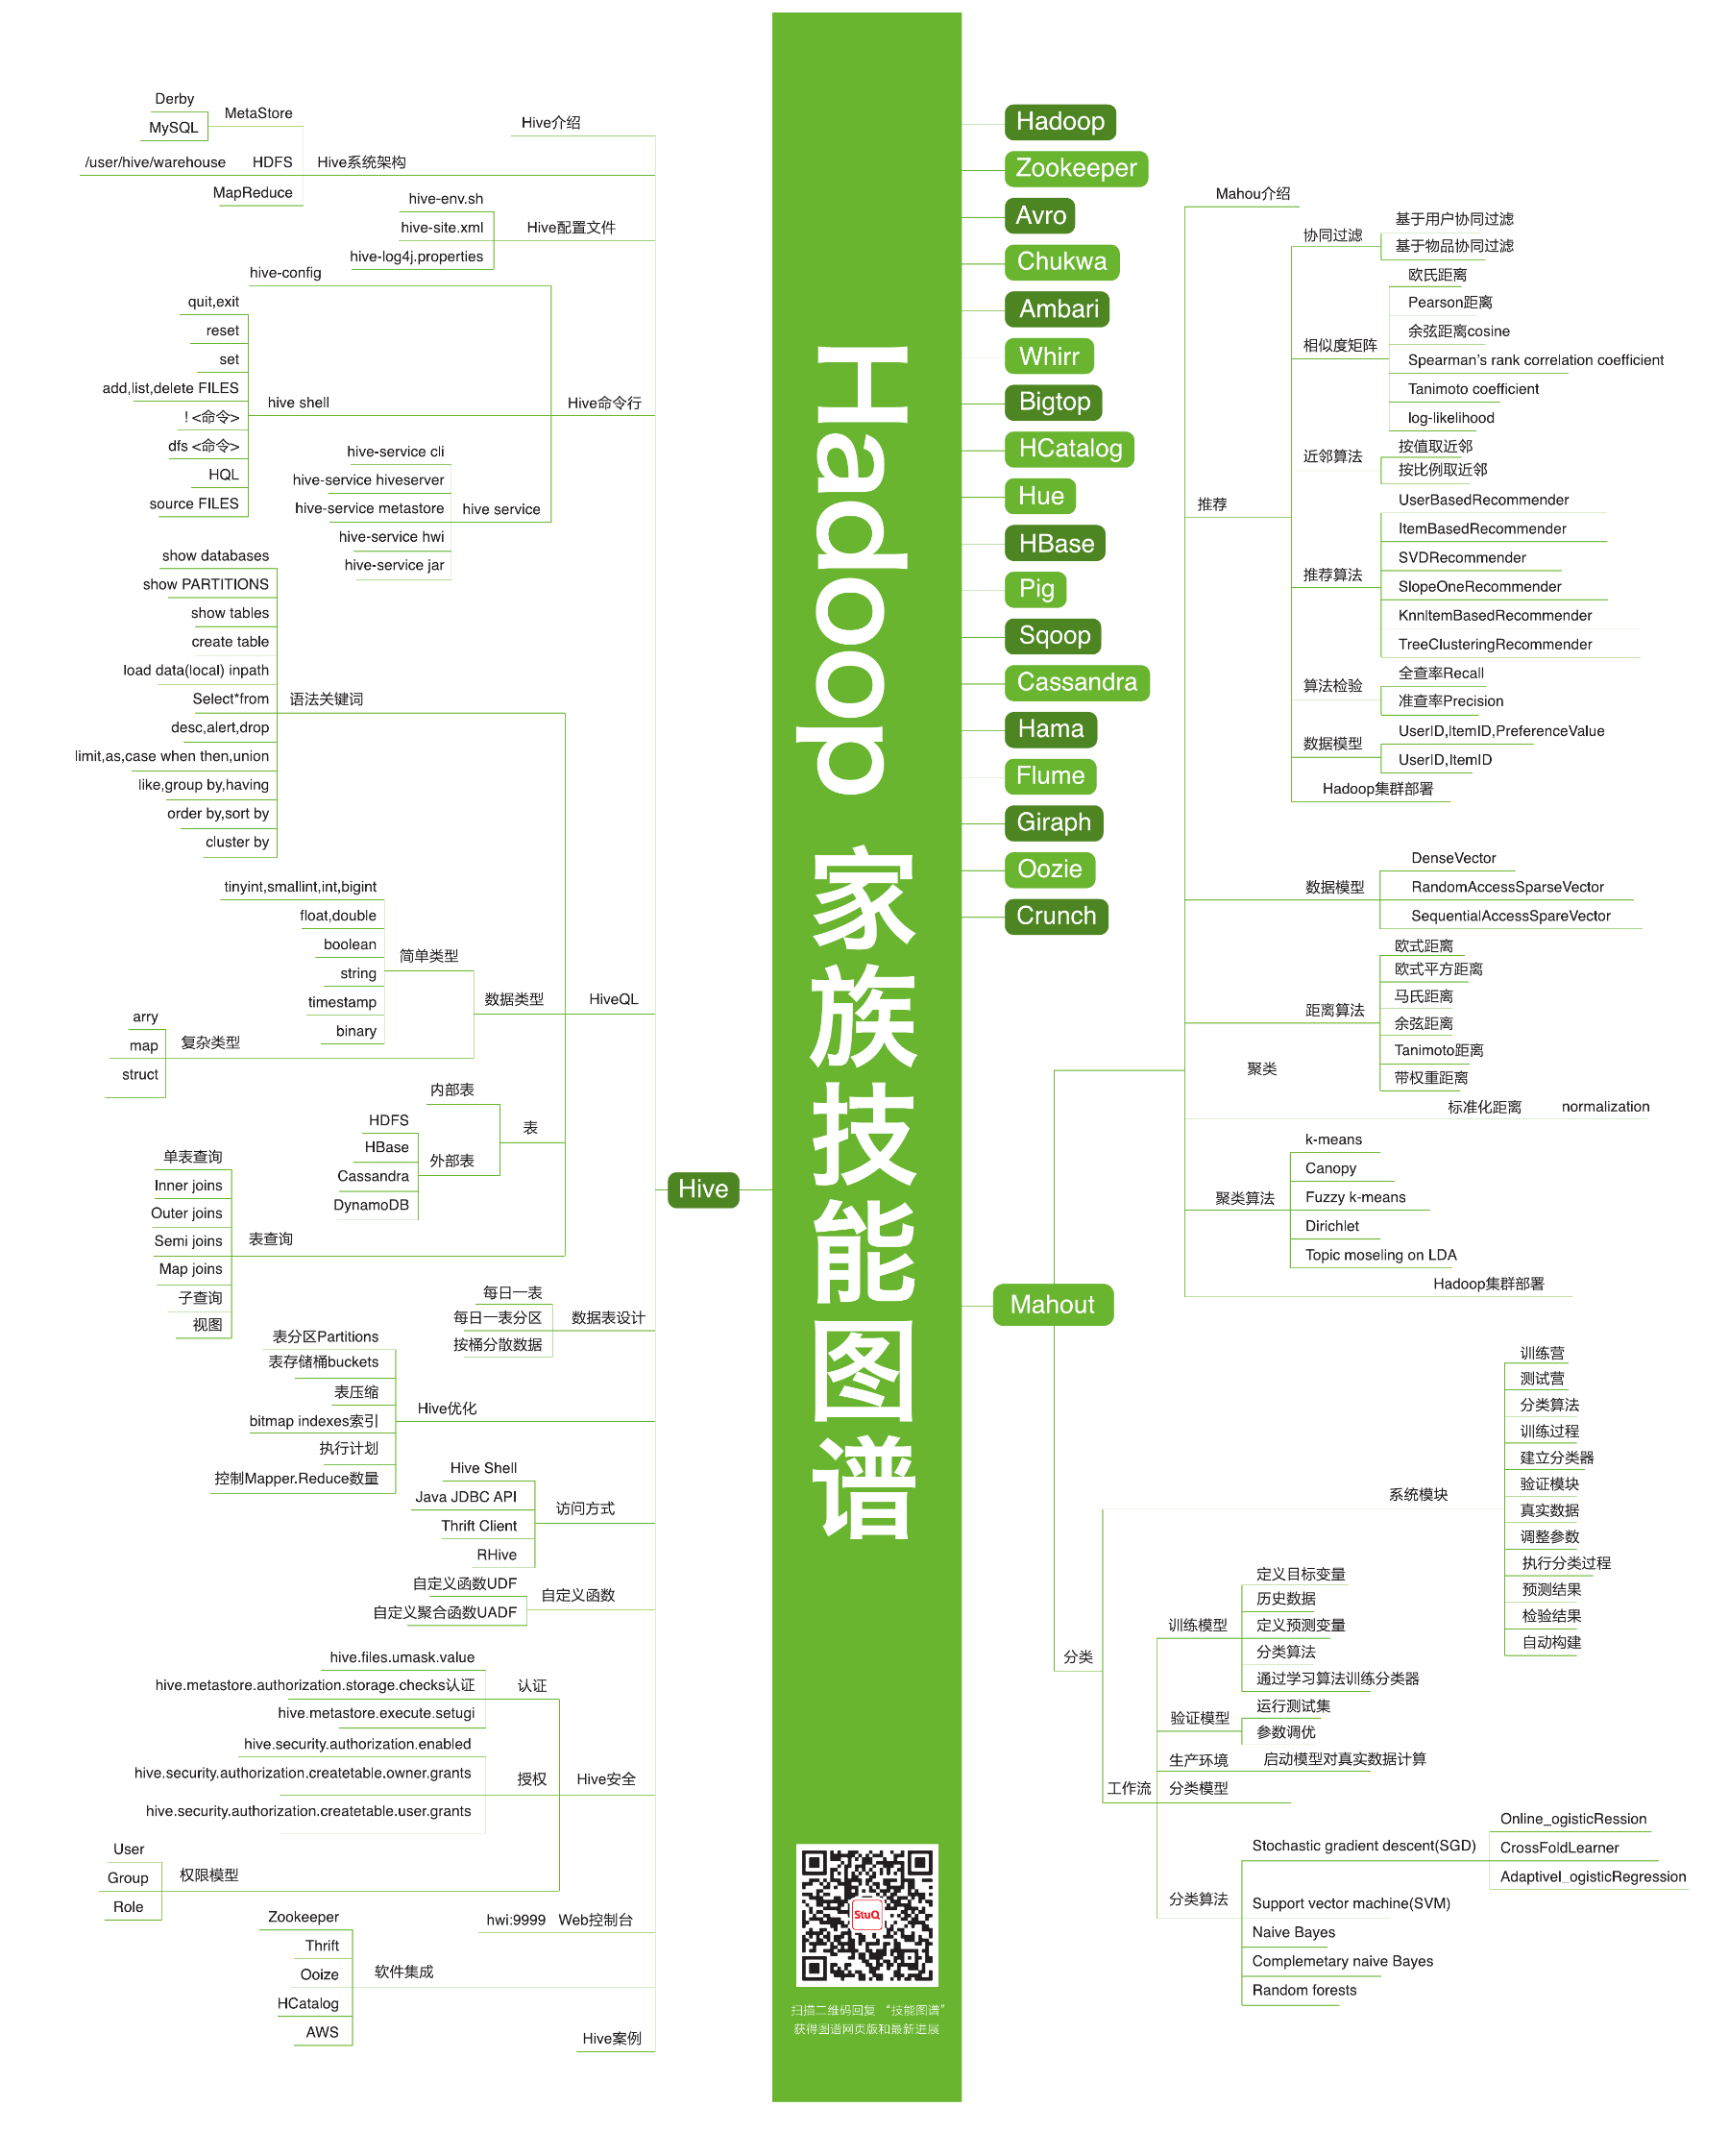 Hadoop 家族技能图谱
扫描二维码回复 “技能图谱”
获得图谱网页版和最新进展
StuQ
Hive
Hive介绍
Hive系统架构
MetaStore
Derby
MySQL
HDFS
/user/hive/warehouse
MapReduce
Hive配置文件
hive-env.sh
hive-site.xml
hive-log4j.properties
Hive命令行
hive-config
hive shell
quit,exit
reset
set
add,list,delete FILES
! <命令>
dfs <命令>
HQL
source FILES
hive service
hive-service cli
hive-service hiveserver
hive-service metastore
hive-service hwi
hive-service jar
HiveQL
语法关键词
show databases
show PARTITIONS
show tables
create table
load data(local) inpath
Select*from
desc,alert,drop
limit,as,case when then,union
like,group by,having
order by,sort by
cluster by
数据类型
简单类型
tinyint,smallint,int,bigint
float,double
boolean
string
timestamp
binary
复杂类型
arry
map
struct
表
内部表
外部表
HDFS
HBase
Cassandra
DynamoDB
表查询
单表查询
Inner joins
Outer joins
Semi joins
Map joins
子查询
视图
数据表设计
每日一表
每日一表分区
按桶分散数据
Hive优化
表分区Partitions
表存储桶buckets
表压缩
bitmap indexes索引
执行计划
控制Mapper.Reduce数量
访问方式
Hive Shell
Java JDBC API
Thrift Client
RHive
自定义函数
自定义函数UDF
自定义聚合函数UADF
Hive安全
认证
hive.files.umask.value
hive.metastore.authorization.storage.checks认证
hive.metastore.execute.setugi
授权
hive.security.authorization.enabled
hive.security.authorization.createtable.owner.grants
hive.security.authorization.createtable.user.grants
权限模型
User
Group
Role
Web控制台
hwi:9999
软件集成
Zookeeper
Thrift
Ooize
HCatalog
AWS
Hive案例
Hadoop
Zookeeper
Avro
Chukwa
Ambari
Whirr
Bigtop
HCatalog
Hue
HBase
Pig
Sqoop
Cassandra
Hama
Flume
Giraph
Oozie
Crunch
Mahout
Mahou介绍
推荐
协同过滤
基于用户协同过滤
基于物品协同过滤
相似度矩阵
欧氏距离
Pearson距离
余弦距离cosine
Spearman’s rank correlation coefficient
Tanimoto coefficient
log-likelihood
近邻算法
按值取近邻
按比例取近邻
推荐算法
UserBasedRecommender
ItemBasedRecommender
SVDRecommender
SlopeOneRecommender
KnnItemBasedRecommender
TreeClusteringRecommender
算法检验
全查率Recall
准查率Precision
数据模型
UserID,ItemID,PreferenceValue
UserID,ItemID
Hadoop集群部署
聚类
数据模型
DenseVector
RandomAccessSparseVector
SequentialAccessSpareVector
距离算法
欧式距离
欧式平方距离
马氏距离
余弦距离
Tanimoto距离
带权重距离
标准化距离
normalization
聚类算法
k-means
Canopy
Fuzzy k-means
Dirichlet
Topic moseling on LDA
Hadoop集群部署
分类
系统模块
训练营
测试营
分类算法
训练过程
建立分类器
验证模块
真实数据
调整参数
执行分类过程
预测结果
检验结果
自动构建
工作流
训练模型
定义目标变量
历史数据
定义预测变量
分类算法
通过学习算法训练分类器
验证模型
运行测试集
参数调优
生产环境
启动模型对真实数据计算
分类模型
分类算法
Stochastic gradient descent(SGD)
Online_ogisticRession
CrossFoldLearner
Adaptivel_ogisticRegression
Support vector machine(SVM)
Naive Bayes
Complemetary naive Bayes
Random forests